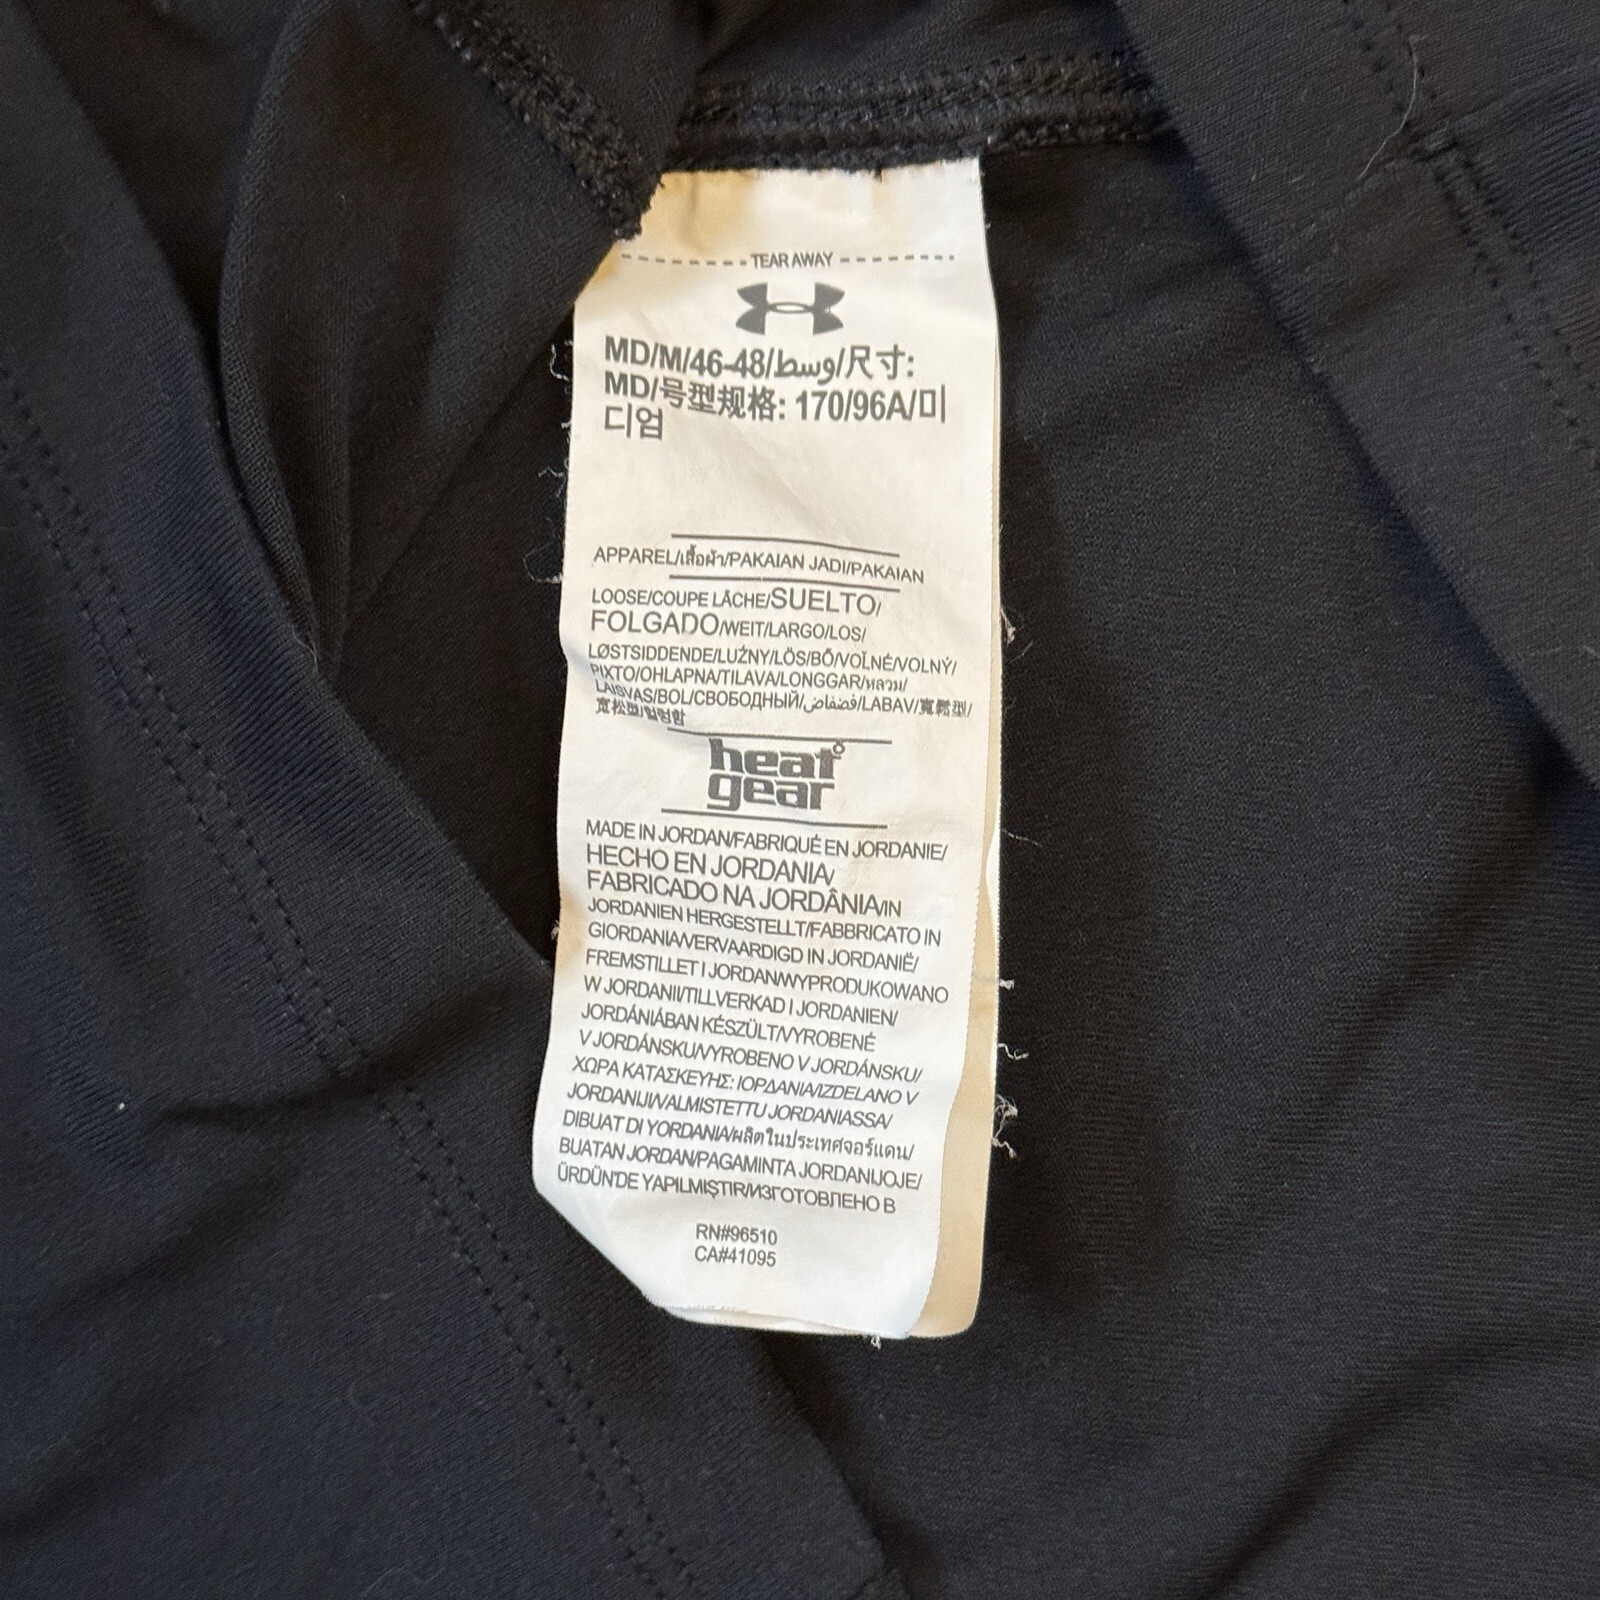 TEAR AWAY
MD/M/46-48/وسط/尺寸:
MD/号型规格: 170/96A/미
디엄
APPAREL/เสื้อผ้า/PAKAIAN JADI/PAKAIAN
LOOSE/COUPE LÂCHE/SUELTO/
FOLGADO/WEIT/LARGO/LOS/
LØSTSIDDENDE/LUŹNY/LÖS/BŐ/VOĽNÉ/VOLNÝ/
PIXTO/OHLAPNA/TILAVA/LONGGAR/หลวม/
LAISVAS/BOL/СВОБОДНЫЙ/فضفاض/LABAV/寬鬆型/
宽松型/헐렁함
heat
gear
MADE IN JORDAN/FABRIQUÉ EN JORDANIE/
HECHO EN JORDANIA/
FABRICADO NA JORDÂNIA/IN
JORDANIEN HERGESTELLT/FABBRICATO IN
GIORDANIA/VERVAARDIGD IN JORDANIË/
FREMSTILLET I JORDAN/WYPRODUKOWANO
W JORDANII/TILLVERKAD I JORDANIEN/
JORDÁNIÁBAN KÉSZÜLT/VYROBENÉ
V JORDÁNSKU/VYROBENO V JORDÁNSKU/
ΧΩΡΑ ΚΑΤΑΣΚΕΥΗΣ: ΙΟΡΔΑΝΙΑ/IZDELANO V
JORDANIJI/VALMISTETTU JORDANIASSA/
DIBUAT DI YORDANIA/ผลิตในประเทศจอร์แดน/
BUATAN JORDAN/PAGAMINTA JORDANIJOJE/
ÜRDÜN'DE YAPILMIŞTIR/ИЗГОТОВЛЕНО В
RN#96510
CA#41095